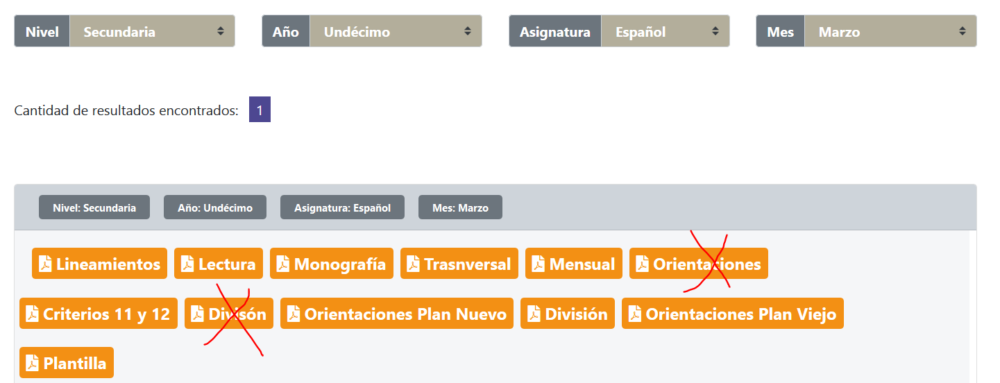 Nivel Secundaria Año Undécimo Asignatura Español Mes Marzo
Cantidad de resultados encontrados: 1
Nivel: Secundaria Año: Undécimo Asignatura: Español Mes: Marzo
Lineamientos Lectura Monografía Trasnversal Mensual Orientaciones
Criterios 11 y 12 Divisón Orientaciones Plan Nuevo División Orientaciones Plan Viejo
Plantilla